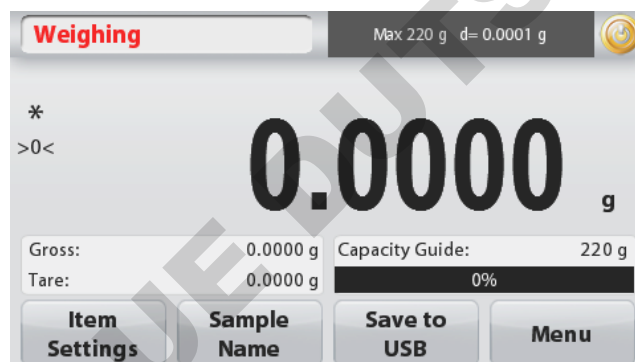 Weighing
Max 220 g d= 0.0001 g
*
>0<
0.0000 g
Gross: 0.0000 g
Tare: 0.0000 g
Capacity Guide: 220 g
0%
Item Settings
Sample Name
Save to USB
Menu